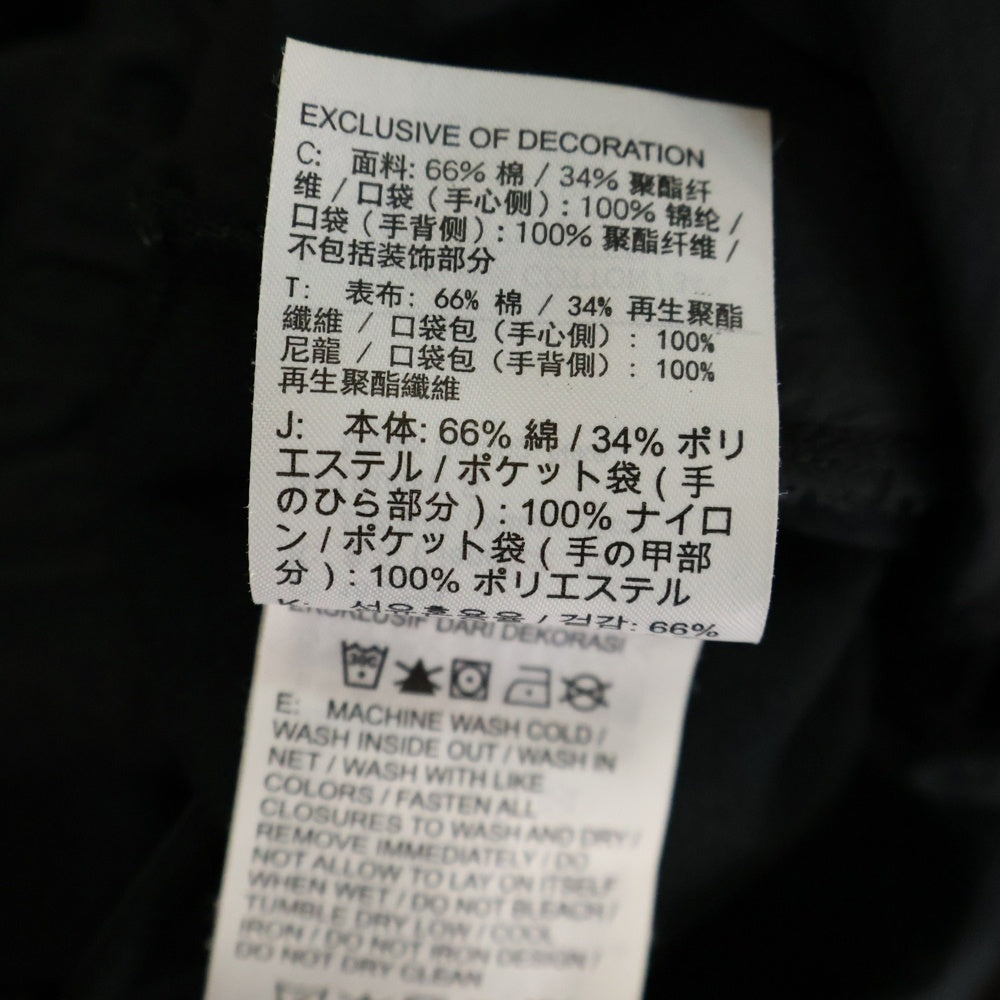 EXCLUSIVE OF DECORATION
C: 面料: 66% 棉 / 34% 聚酯纤
维 / 口袋 (手心侧) : 100% 锦纶 /
口袋 (手背侧) : 100% 聚酯纤维 /
不包括装饰部分
T: 表布: 66% 棉 / 34% 再生聚酯
纖維 / 口袋包 (手心側) : 100%
尼龍 / 口袋包 (手背側) : 100%
再生聚酯纖維
J: 本体: 66% 綿 / 34% ポリ
エステル / ポケット袋 ( 手
のひら部分 ) : 100% ナイロ
ン / ポケット袋 ( 手の甲部
分 ) : 100% ポリエステル
K: 섬유혼용율 / 겉감: 66%
EKSKLUSIF DARI DEKORASI
E: MACHINE WASH COLD /
WASH INSIDE OUT / WASH IN
NET / WASH WITH LIKE
COLORS / FASTEN ALL
CLOSURES TO WASH AND DRY /
REMOVE IMMEDIATELY / DO
NOT ALLOW TO LAY ON ITSELF
WHEN WET / DO NOT BLEACH /
TUMBLE DRY LOW / COOL
IRON / DO NOT IRON DESIGN /
DO NOT DRY CLEAN